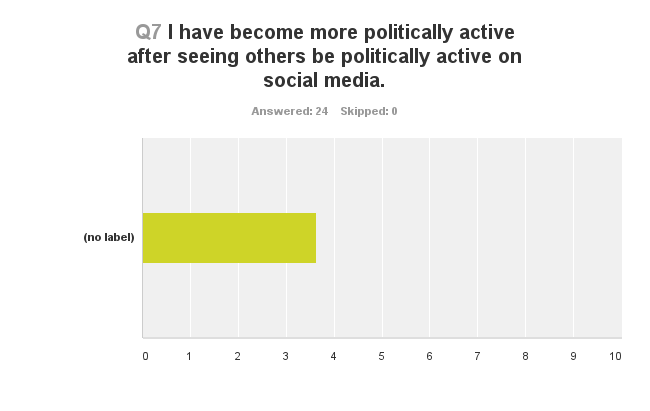 Q7 I have become more politically active
after seeing others be politically active on
social media.
Answered: 24 Skipped: 0
(no label)
0 1 2 3 4 5 6 7 8 9 10